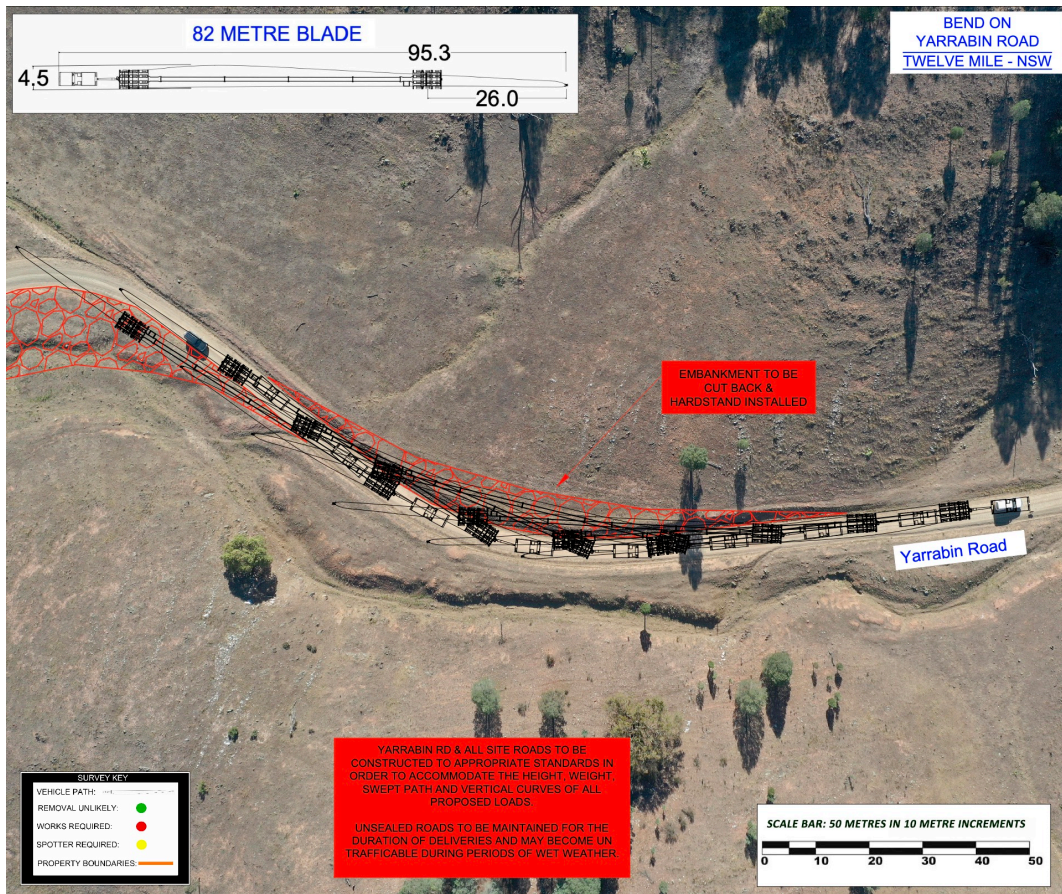 82 METRE BLADE
95.3
4.5
26.0
BEND ON
YARRABIN ROAD
TWELVE MILE - NSW
EMBANKMENT TO BE
CUT BACK &
HARDSTAND INSTALLED
Yarrabin Road
YARRABIN RD & ALL SITE ROADS TO BE
CONSTRUCTED TO APPROPRIATE STANDARDS IN
ORDER TO ACCOMMODATE THE HEIGHT, WEIGHT,
SWEPT PATH AND VERTICAL CURVES OF ALL
PROPOSED LOADS.
UNSEALED ROADS TO BE MAINTAINED FOR THE
DURATION OF DELIVERIES AND MAY BECOME UN
TRAFFICABLE DURING PERIODS OF WET WEATHER.
SURVEY KEY
VEHICLE PATH:
REMOVAL UNLIKELY:
WORKS REQUIRED:
SPOTTER REQUIRED:
PROPERTY BOUNDARIES:
SCALE BAR: 50 METRES IN 10 METRE INCREMENTS
0 10 20 30 40 50